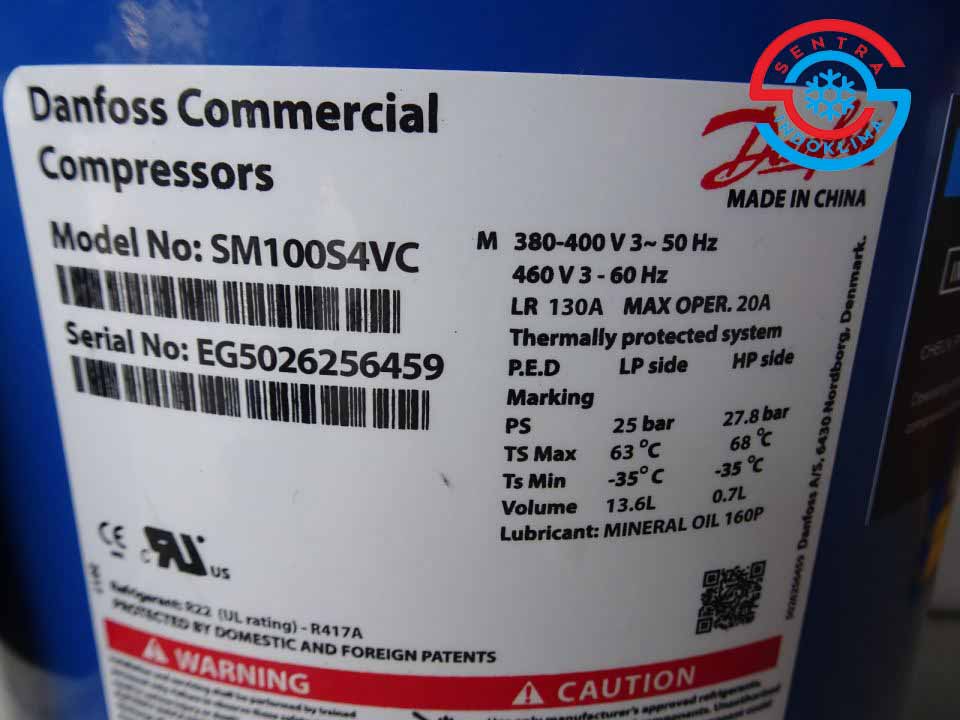 SENTRA
INDOKLIMA
Danfoss Commercial
Compressors
MADE IN CHINA
Model No: SM100S4VC
Serial No: EG5026256459
M 380-400 V 3~ 50 Hz
460 V 3 - 60 Hz
LR 130A MAX OPER. 20A
Thermally protected system
P.E.D LP side HP side
Marking
PS 25 bar 27.8 bar
TS Max 63 °C 68 °C
Ts Min -35°C -35 °C
Volume 13.6L 0.7L
Lubricant: MINERAL OIL 160P
5026256459 Danfoss A/S, 6430 Nordborg, Denmark.
CE
c RU US
Refrigerant: R22 (UL rating) - R417A
PROTECTED BY DOMESTIC AND FOREIGN PATENTS
WARNING
CAUTION